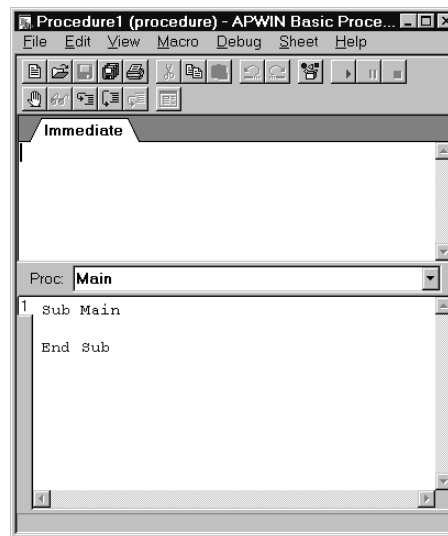 Procedure1 (procedure) - APWIN Basic Proce...
File Edit View Macro Debug Sheet Help
Immediate
Proc: Main
1
Sub Main
End Sub